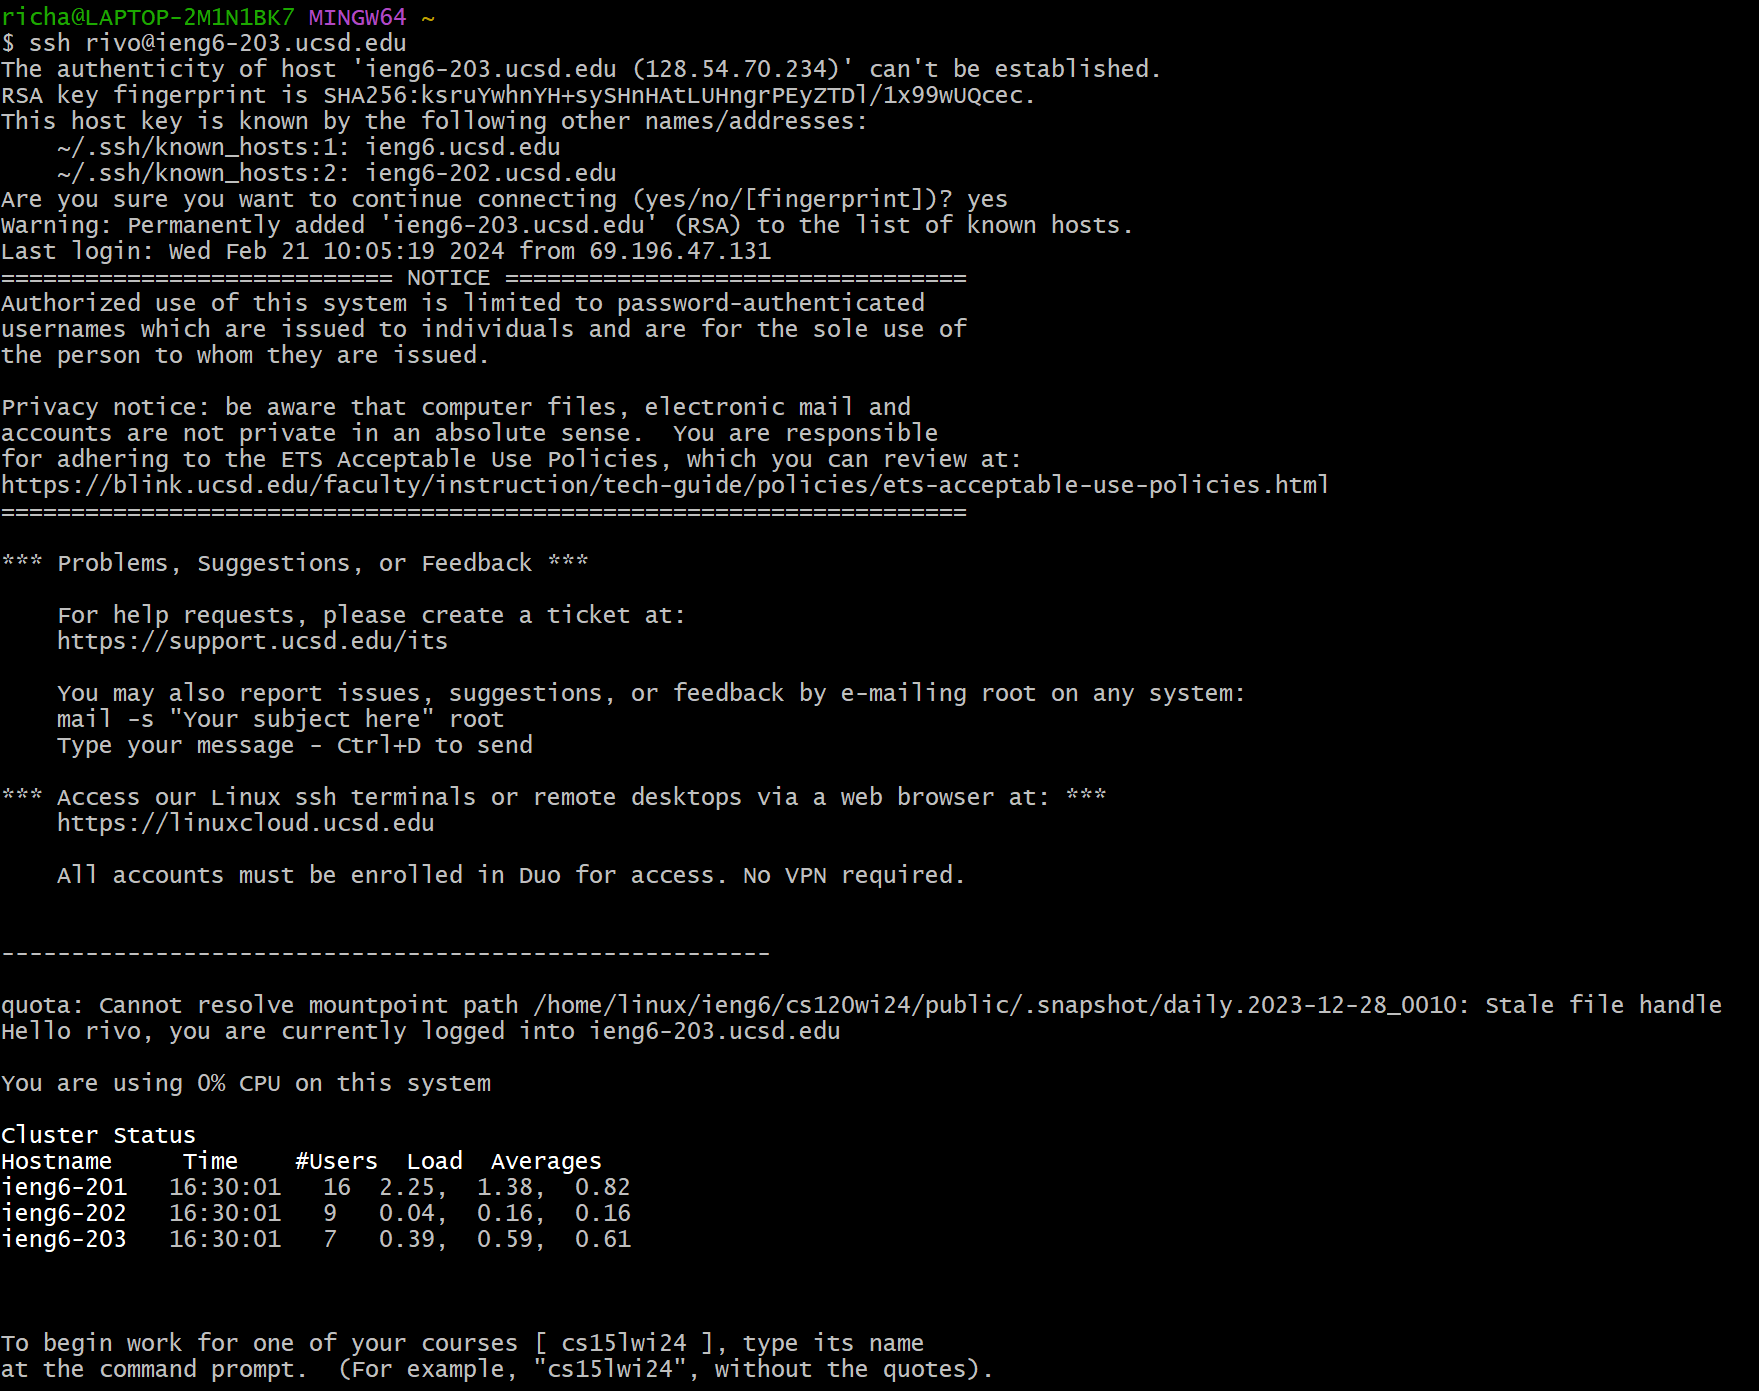 richa@LAPTOP-2M1N1BK7 MINGW64 ~
$ ssh rivo@ieng6-203.ucsd.edu
The authenticity of host 'ieng6-203.ucsd.edu (128.54.70.234)' can't be established.
RSA key fingerprint is SHA256:ksruYwhnYH+sySHnHAtLUHngrPEyZTDl/1x99wUQcec.
This host key is known by the following other names/addresses:
    ~/.ssh/known_hosts:1: ieng6.ucsd.edu
    ~/.ssh/known_hosts:2: ieng6-202.ucsd.edu
Are you sure you want to continue connecting (yes/no/[fingerprint])? yes
Warning: Permanently added 'ieng6-203.ucsd.edu' (RSA) to the list of known hosts.
Last login: Wed Feb 21 10:05:19 2024 from 69.196.47.131
============================ NOTICE =================================
Authorized use of this system is limited to password-authenticated
usernames which are issued to individuals and are for the sole use of
the person to whom they are issued.

Privacy notice: be aware that computer files, electronic mail and
accounts are not private in an absolute sense.  You are responsible
for adhering to the ETS Acceptable Use Policies, which you can review at:
https://blink.ucsd.edu/faculty/instruction/tech-guide/policies/ets-acceptable-use-policies.html
=====================================================================

*** Problems, Suggestions, or Feedback ***

    For help requests, please create a ticket at:
    https://support.ucsd.edu/its

    You may also report issues, suggestions, or feedback by e-mailing root on any system:
    mail -s "Your subject here" root
    Type your message - Ctrl+D to send

*** Access our Linux ssh terminals or remote desktops via a web browser at: ***
    https://linuxcloud.ucsd.edu

    All accounts must be enrolled in Duo for access. No VPN required.


-------------------------------------------------------

quota: Cannot resolve mountpoint path /home/linux/ieng6/cs120wi24/public/.snapshot/daily.2023-12-28_0010: Stale file handle
Hello rivo, you are currently logged into ieng6-203.ucsd.edu

You are using 0% CPU on this system

Cluster Status
Hostname     Time    #Users  Load  Averages
ieng6-201   16:30:01   16  2.25,  1.38,  0.82
ieng6-202   16:30:01   9   0.04,  0.16,  0.16
ieng6-203   16:30:01   7   0.39,  0.59,  0.61



To begin work for one of your courses [ cs15lwi24 ], type its name
at the command prompt.  (For example, "cs15lwi24", without the quotes).